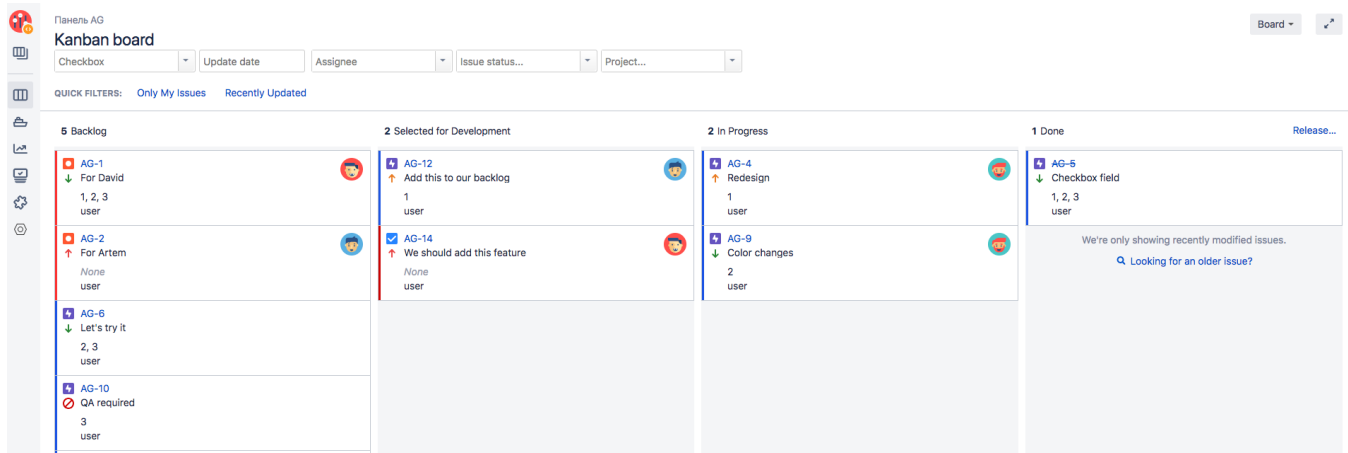 Панель AG
Board
Kanban board
Checkbox Update date Assignee Issue status... Project...
QUICK FILTERS: Only My Issues Recently Updated
5 Backlog
2 Selected for Development
2 In Progress
1 Done Release...
AG-1
For David
1, 2, 3
user
AG-2
For Artem
None
user
AG-6
Let's try it
2, 3
user
AG-10
QA required
3
user
AG-12
Add this to our backlog
1
user
AG-14
We should add this feature
None
user
AG-4
Redesign
1
user
AG-9
Color changes
2
user
AG-5
Checkbox field
1, 2, 3
user
We're only showing recently modified issues.
Looking for an older issue?